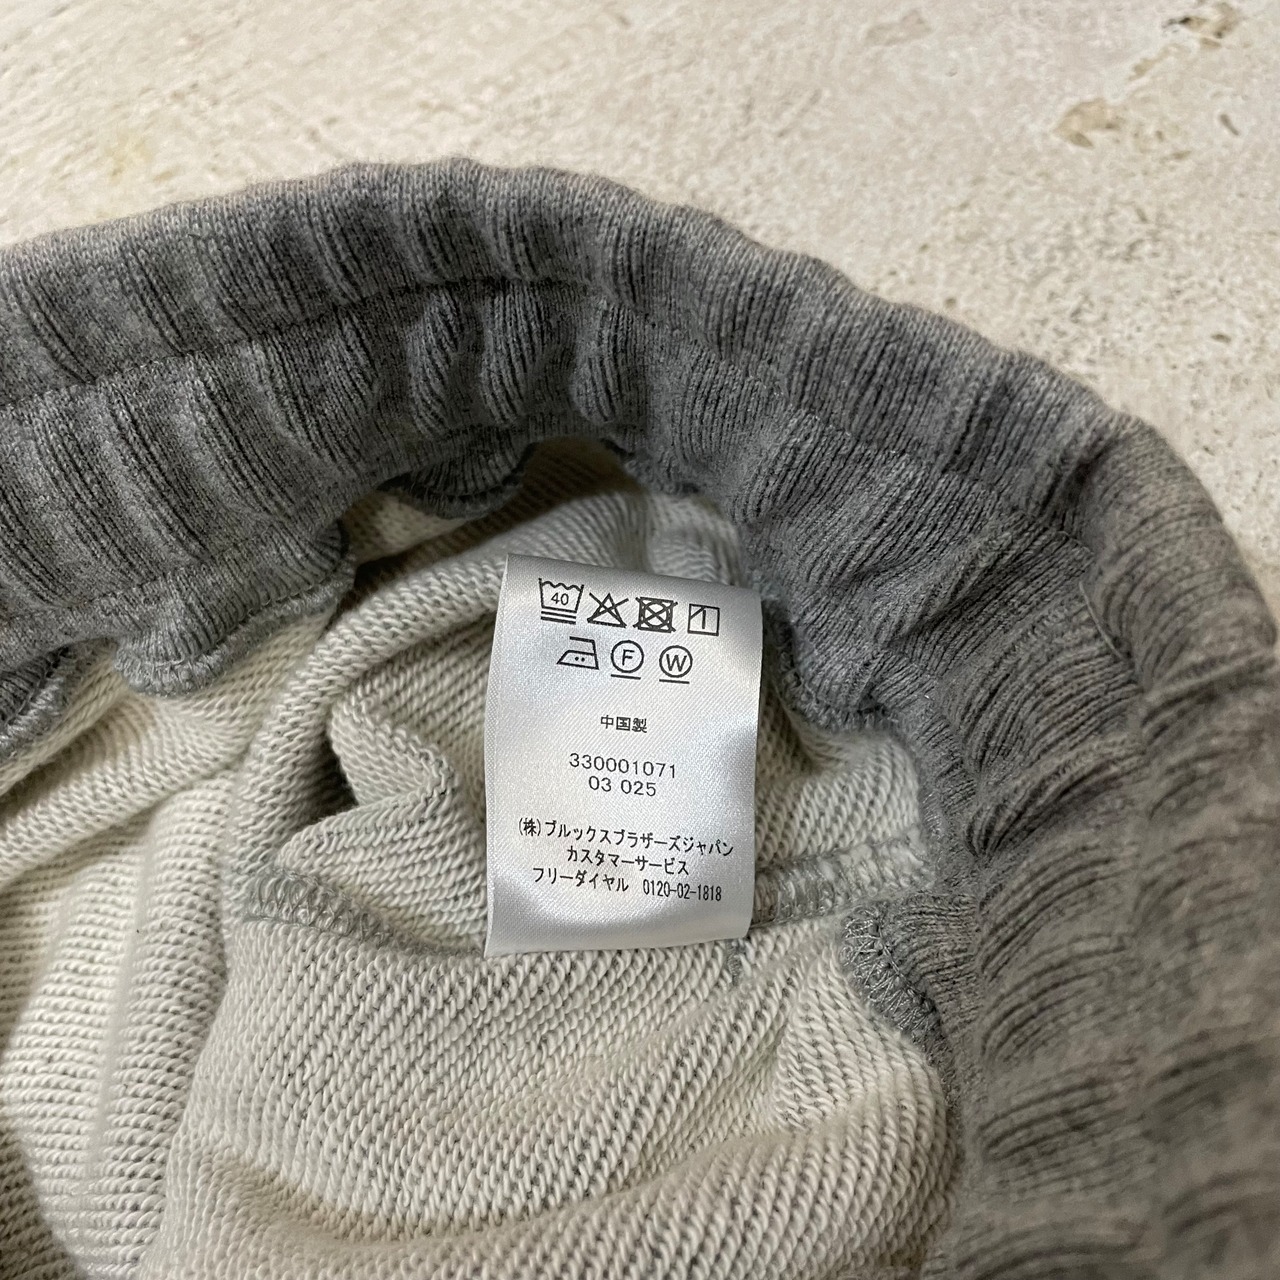 40
F W
中国製
330001071
03 025
(株)ブルックスブラザーズジャパン
カスタマーサービス
フリーダイヤル 0120-02-1818